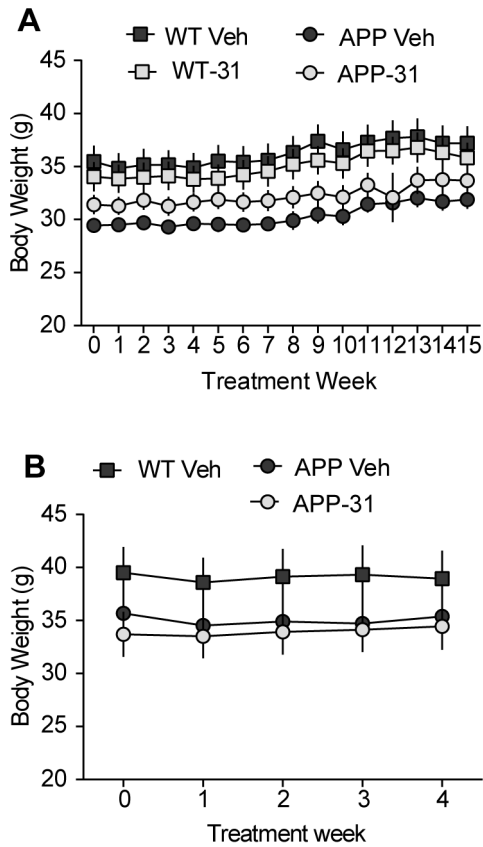 A
WT Veh APP Veh
WT-31 APP-31
45
40
35
30
25
20
Body Weight (g)
0 1 2 3 4 5 6 7 8 9 10 11 12 13 14 15
Treatment Week
B
WT Veh APP Veh
APP-31
45
40
35
30
25
20
Body Weight (g)
0 1 2 3 4
Treatment week